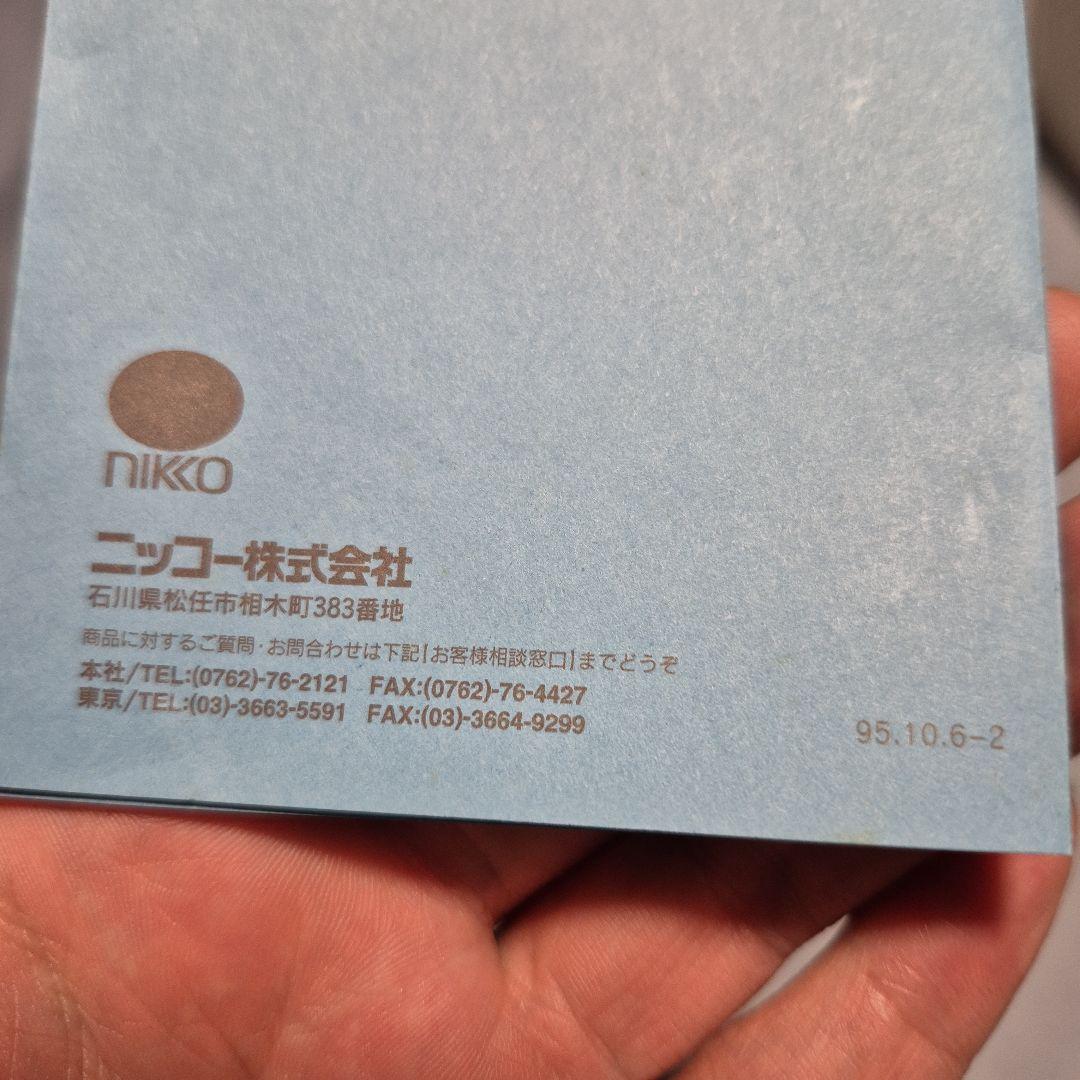 NIKKO
ニッコー株式会社
石川県松任市相木町383番地
商品に対するご質問・お問合わせは下記[お客様相談窓口]までどうぞ
本社/TEL:(0762)-76-2121 FAX:(0762)-76-4427
東京/TEL:(03)-3663-5591 FAX:(03)-3664-9299
95.10.6-2